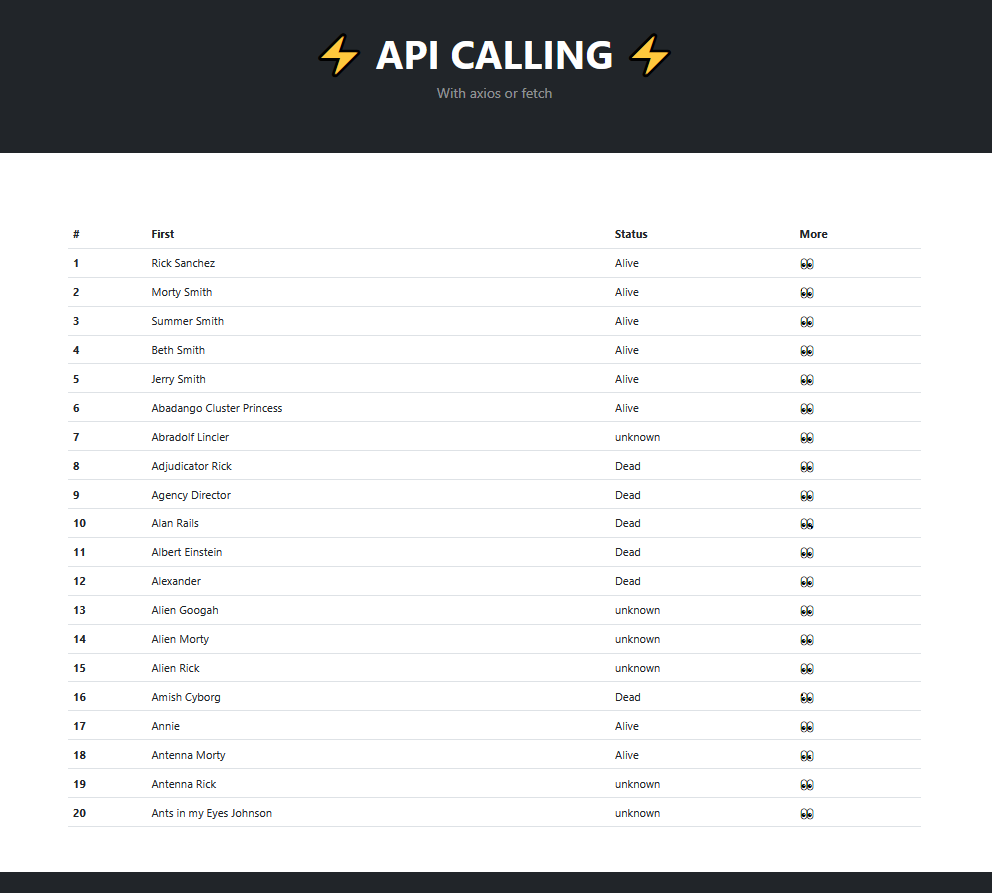 ⚡ API CALLING ⚡
With axios or fetch
# First Status More
1 Rick Sanchez Alive 👀
2 Morty Smith Alive 👀
3 Summer Smith Alive 👀
4 Beth Smith Alive 👀
5 Jerry Smith Alive 👀
6 Abadango Cluster Princess Alive 👀
7 Abradolf Lincler unknown 👀
8 Adjudicator Rick Dead 👀
9 Agency Director Dead 👀
10 Alan Rails Dead 👀
11 Albert Einstein Dead 👀
12 Alexander Dead 👀
13 Alien Googah unknown 👀
14 Alien Morty unknown 👀
15 Alien Rick unknown 👀
16 Amish Cyborg Dead 👀
17 Annie Alive 👀
18 Antenna Morty Alive 👀
19 Antenna Rick unknown 👀
20 Ants in my Eyes Johnson unknown 👀